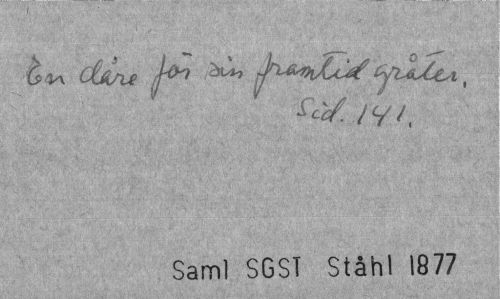 En dåre för sin framtid gråter.
Sid. 141.
Saml SGST Ståhl 1877